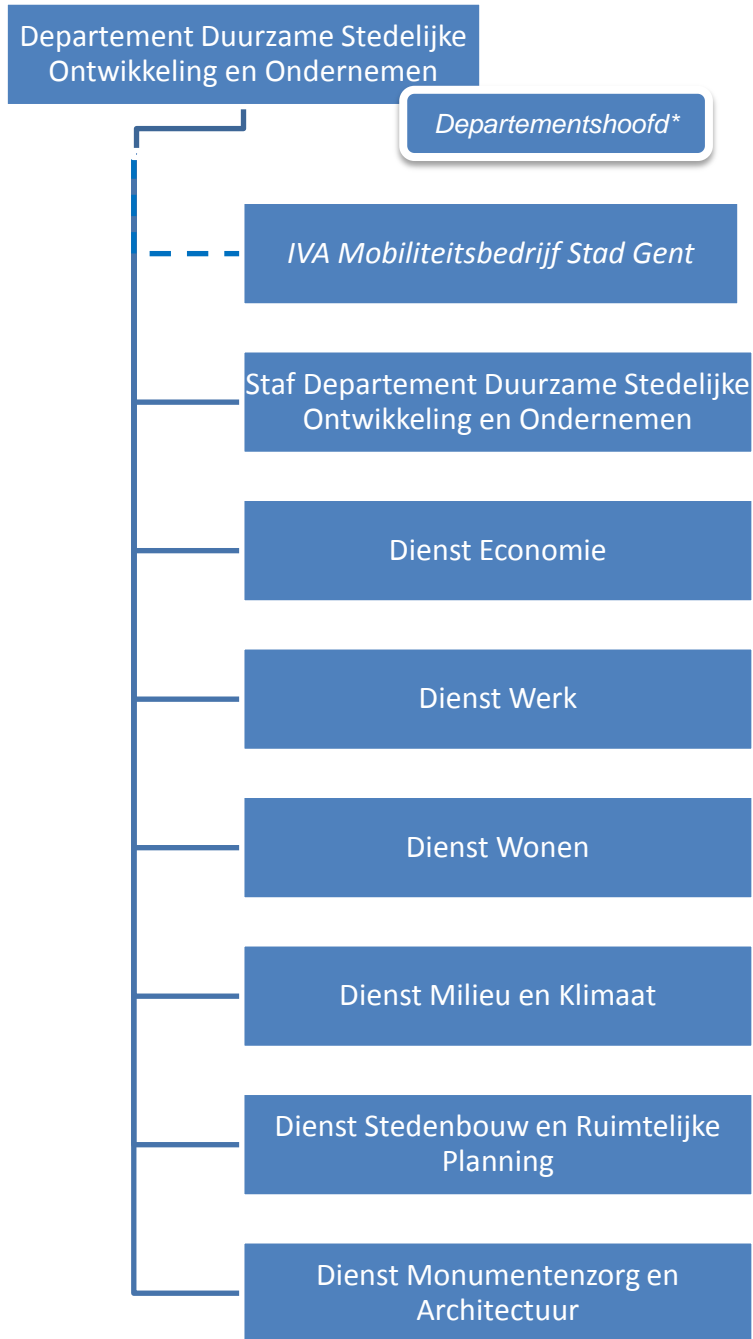 Departement Duurzame Stedelijke
Ontwikkeling en Ondernemen
Departementshoofd*
IVA Mobiliteitsbedrijf Stad Gent
Staf Departement Duurzame Stedelijke
Ontwikkeling en Ondernemen
Dienst Economie
Dienst Werk
Dienst Wonen
Dienst Milieu en Klimaat
Dienst Stedenbouw en Ruimtelijke
Planning
Dienst Monumentenzorg en
Architectuur